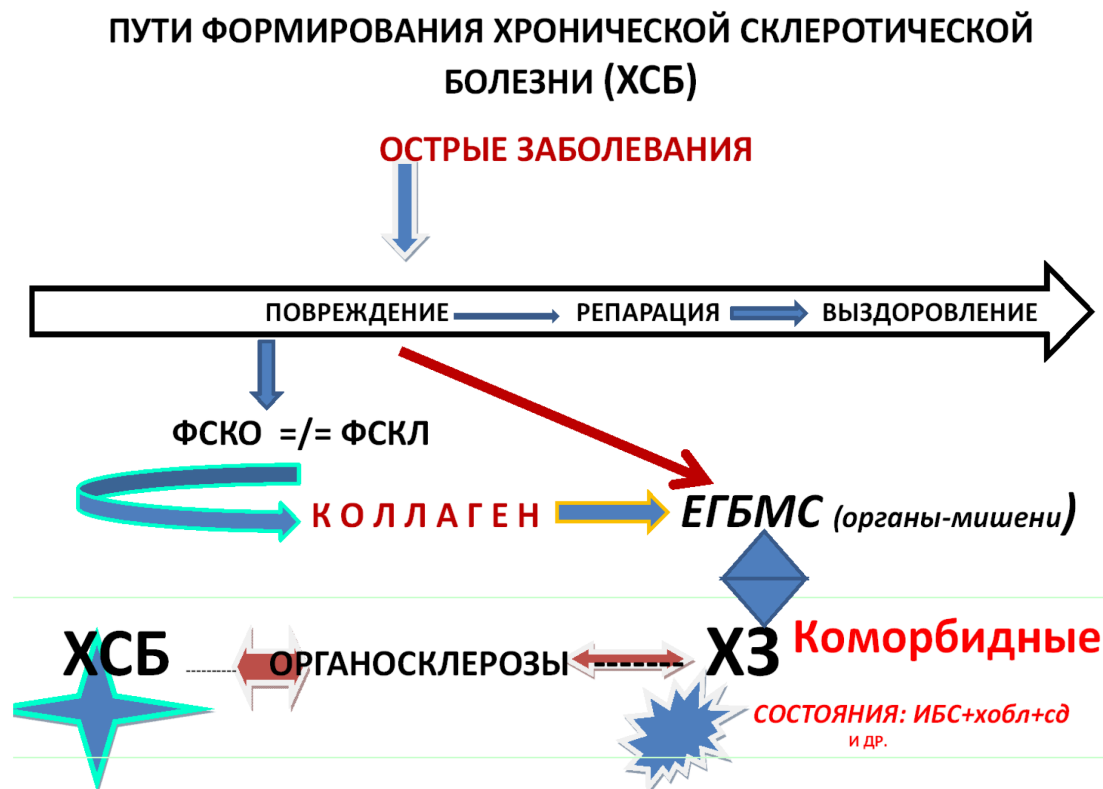 ПУТИ ФОРМИРОВАНИЯ ХРОНИЧЕСКОЙ СКЛЕРОТИЧЕСКОЙ
БОЛЕЗНИ (ХСБ)
ОСТРЫЕ ЗАБОЛЕВАНИЯ
ПОВРЕЖДЕНИЕ РЕПАРАЦИЯ ВЫЗДОРОВЛЕНИЕ
ФСКО =/= ФСКЛ
К О Л Л А Г Е Н ЕГБМС (органы-мишени)
ХСБ ОРГАНОСКЛЕРОЗЫ ХЗ Коморбидные
СОСТОЯНИЯ: ИБС+хобл+сд
И ДР.